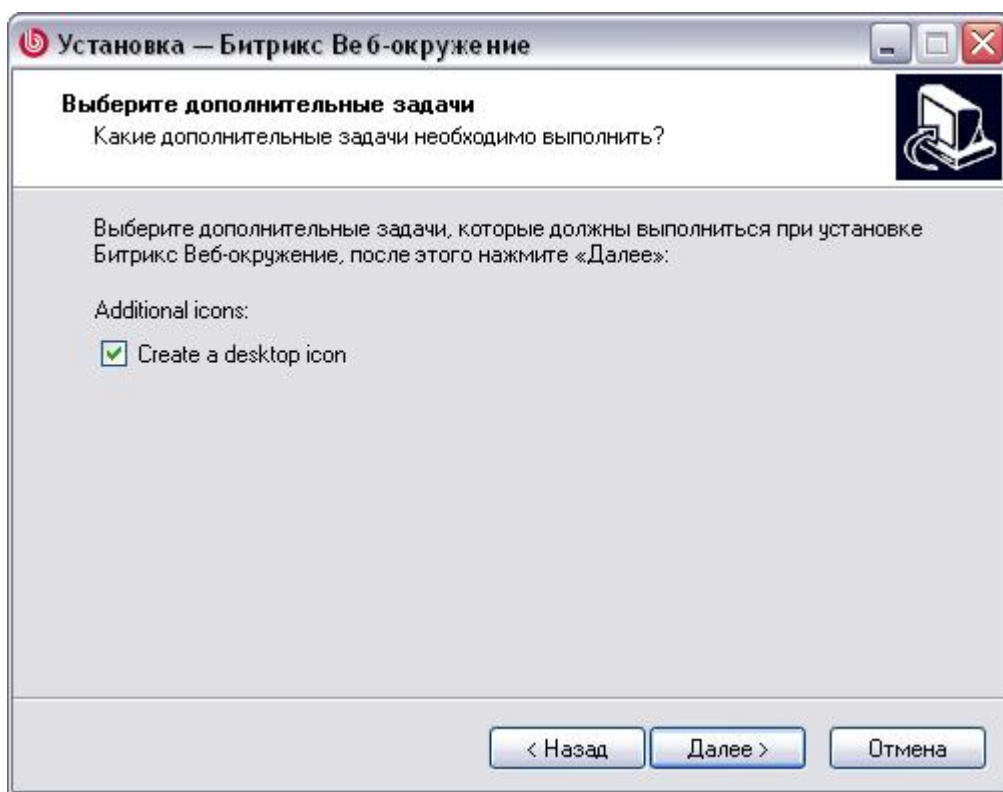 Установка — Битрикс Веб-окружение
Выберите дополнительные задачи
Какие дополнительные задачи необходимо выполнить?
Выберите дополнительные задачи, которые должны выполниться при установке
Битрикс Веб-окружение, после этого нажмите «Далее»:
Additional icons:
Create a desktop icon
< Назад
Далее >
Отмена